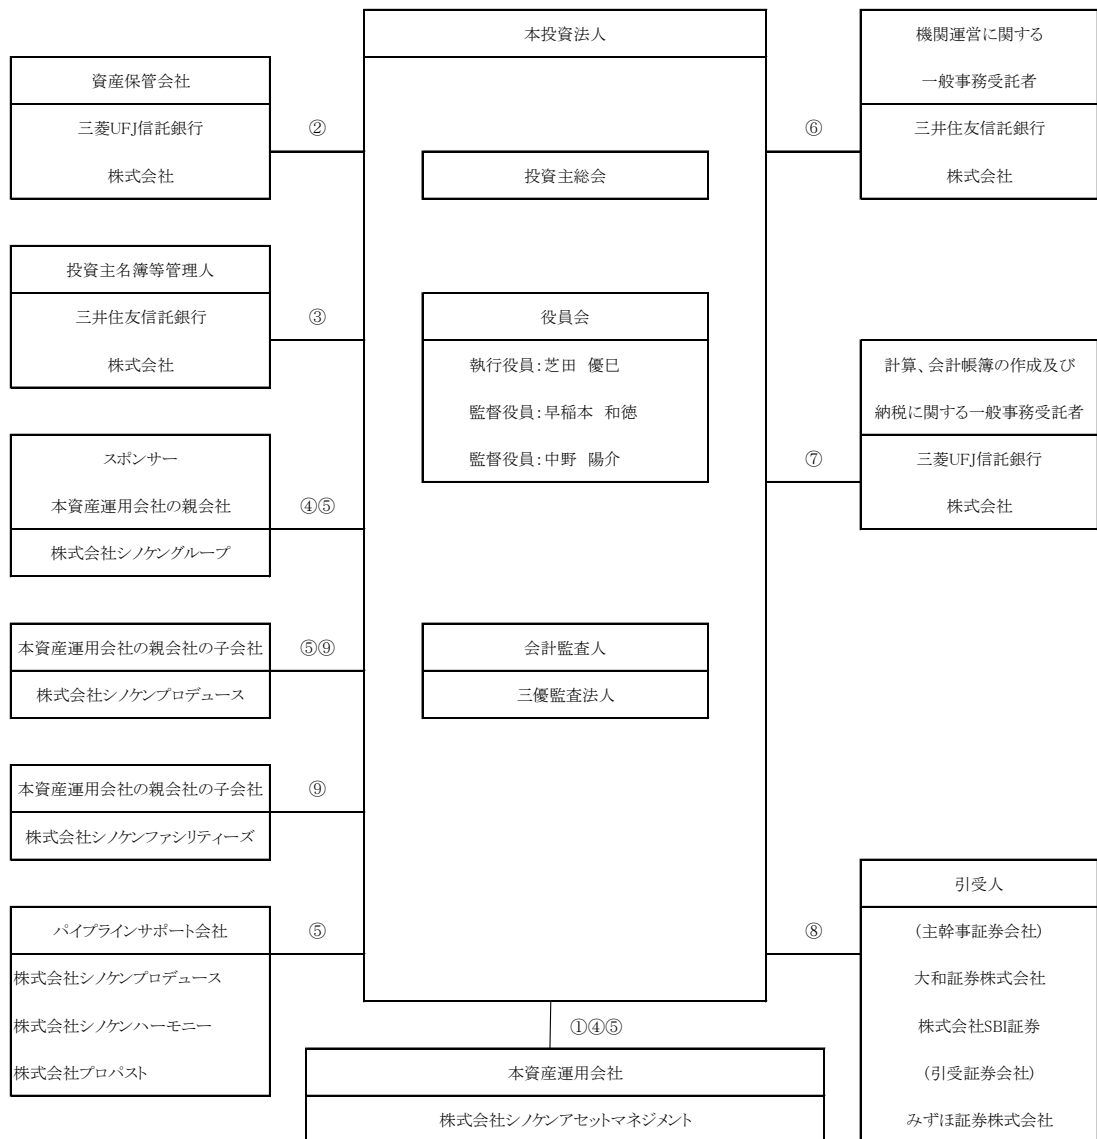 本投資法人
資産保管会社
三菱UFJ信託銀行
株式会社
②
投資主名簿等管理人
三井住友信託銀行
株式会社
③
スポンサー
本資産運用会社の親会社
株式会社シノケングループ
④⑤
本資産運用会社の親会社の子会社
株式会社シノケンプロデュース
⑤⑨
本資産運用会社の親会社の子会社
株式会社シノケンファシリティーズ
⑨
パイプラインサポート会社
株式会社シノケンプロデュース
株式会社シノケンハーモニー
株式会社プロパスト
⑤
投資主総会
役員会
執行役員:芝田 優巳
監督役員:早稲本 和徳
監督役員:中野 陽介
会計監査人
三優監査法人
機関運営に関する
一般事務受託者
三井住友信託銀行
株式会社
⑥
計算、会計帳簿の作成及び
納税に関する一般事務受託者
三菱UFJ信託銀行
株式会社
⑦
引受人
(主幹事証券会社)
大和証券株式会社
株式会社SBI証券
(引受証券会社)
みずほ証券株式会社
⑧
①④⑤
本資産運用会社
株式会社シノケンアセットマネジメント